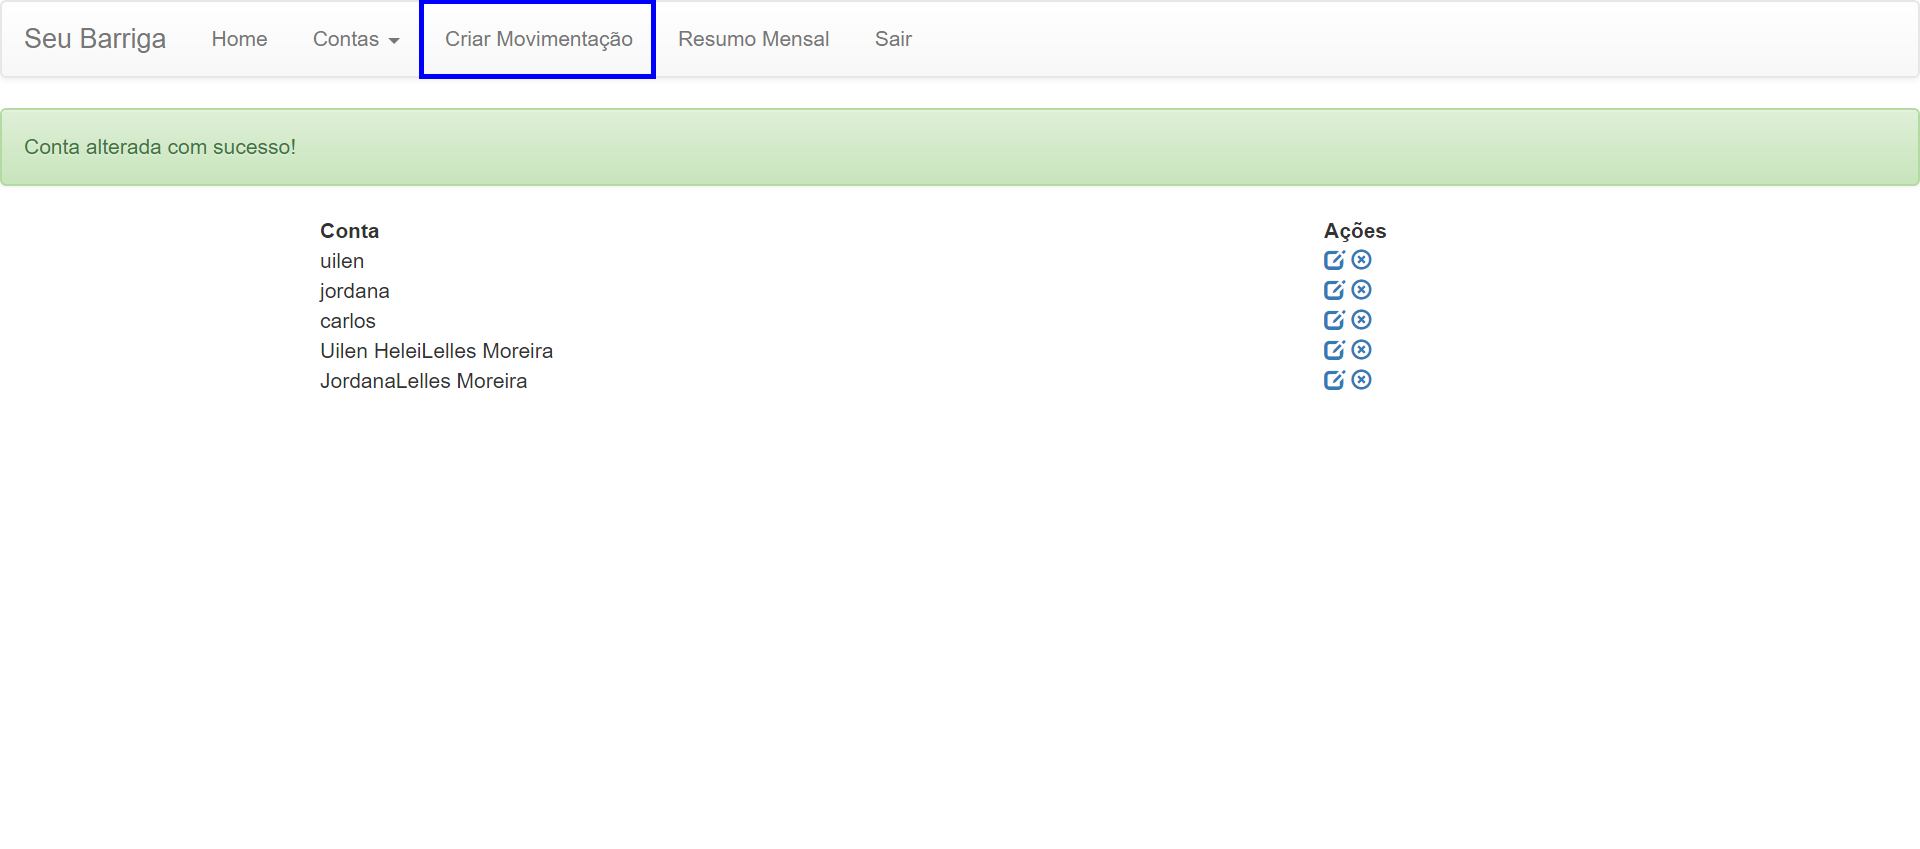 Seu Barriga Home Contas Criar Movimentação Resumo Mensal Sair
Conta alterada com sucesso!
Conta Ações
uilen
jordana
carlos
Uilen HeleiLelles Moreira
JordanaLelles Moreira